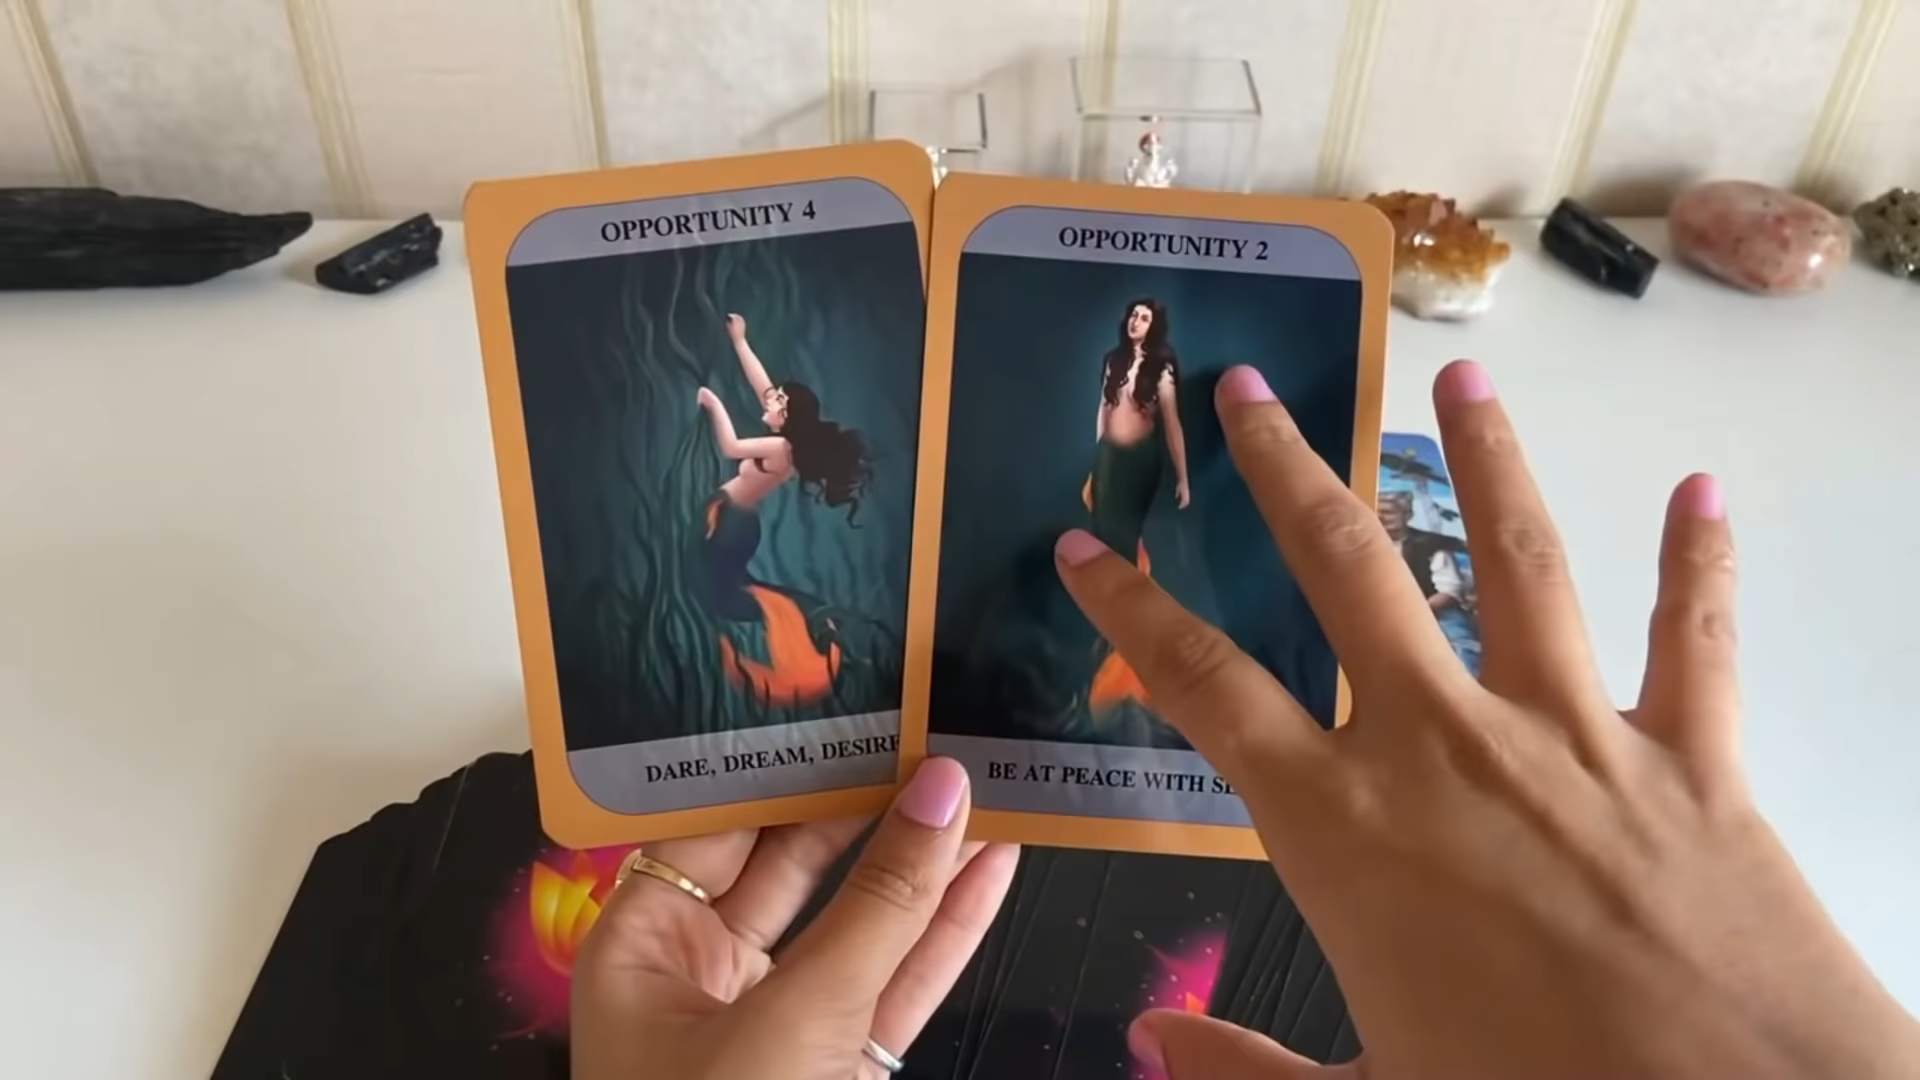 OPPORTUNITY 4
DARE, DREAM, DESIRE
OPPORTUNITY 2
BE AT PEACE WITH